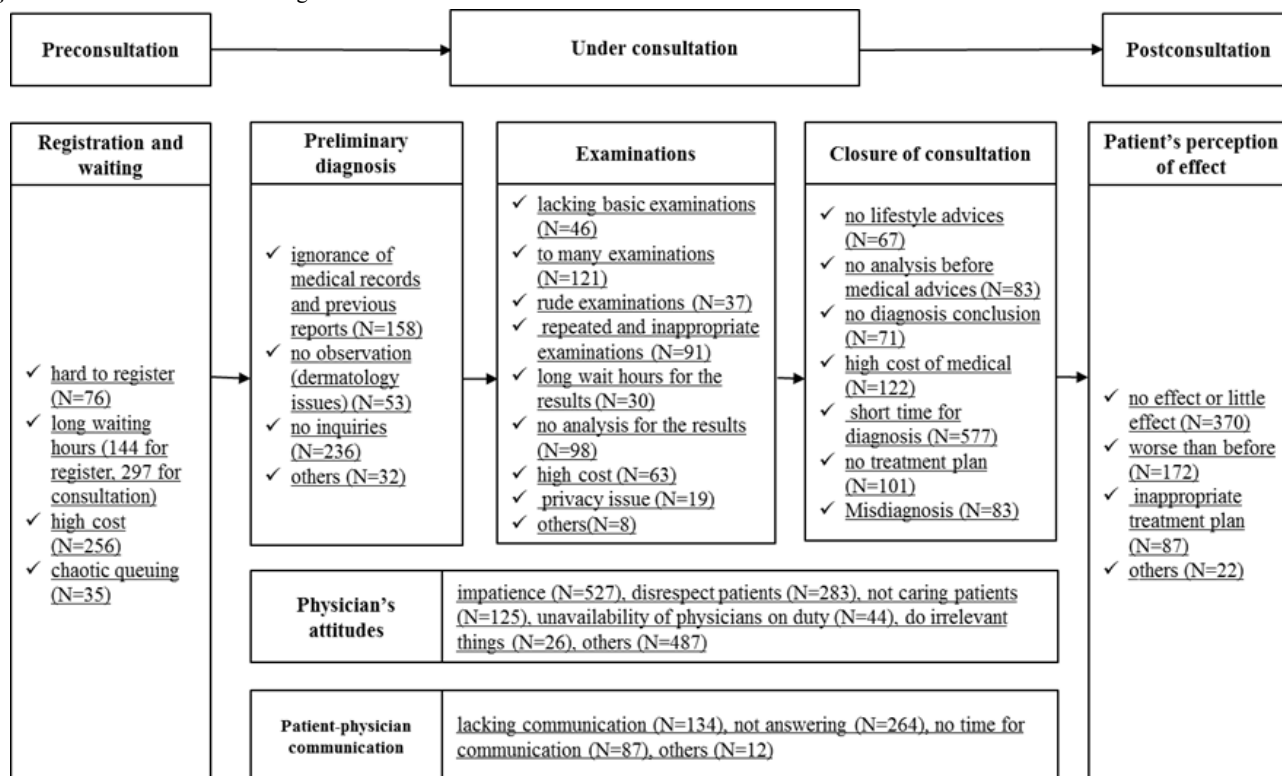 Preconsultation
Under consultation
Postconsultation
Registration and
waiting
✓ hard to register
(N=76)
✓ long waiting
hours (144 for
register, 297 for
consultation)
✓ high cost
(N=256)
✓ chaotic queuing
(N=35)
Preliminary
diagnosis
✓ ignorance of
medical records
and previous
reports (N=158)
✓ no observation
(dermatology
issues) (N=53)
✓ no inquiries
(N=236)
✓ others (N=32)
Examinations
✓ lacking basic examinations
(N=46)
✓ to many examinations
(N=121)
✓ rude examinations (N=37)
✓ repeated and inappropriate
examinations (N=91)
✓ long wait hours for the
results (N=30)
✓ no analysis for the results
(N=98)
✓ high cost (N=63)
✓ privacy issue (N=19)
✓ others(N=8)
Closure of consultation
✓ no lifestyle advices
(N=67)
✓ no analysis before
medical advices (N=83)
✓ no diagnosis conclusion
(N=71)
✓ high cost of medical
(N=122)
✓ short time for
diagnosis (N=577)
✓ no treatment plan
(N=101)
✓ Misdiagnosis (N=83)
Patient's perception
of effect
✓ no effect or little
effect (N=370)
✓ worse than before
(N=172)
✓ inappropriate
treatment plan
(N=87)
✓ others (N=22)
Physician's
attitudes
impatience (N=527), disrespect patients (N=283), not caring patients
(N=125), unavailability of physicians on duty (N=44), do irrelevant
things (N=26), others (N=487)
Patient-physician
communication
lacking communication (N=134), not answering (N=264), no time for
communication (N=87), others (N=12)